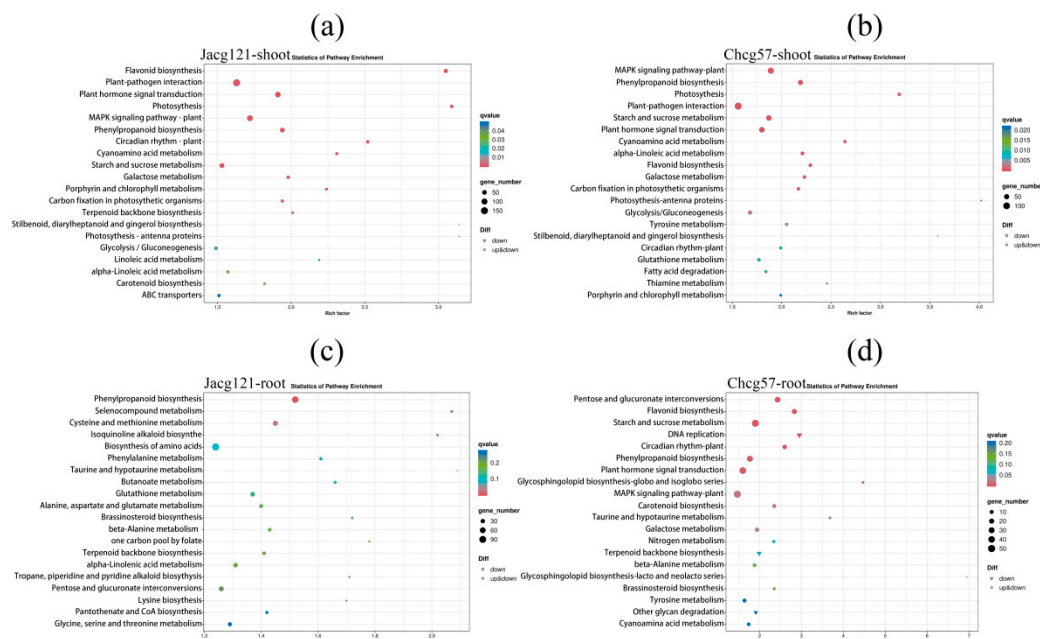 (a)
Jacg121-shoot Statistics of Pathway Enrichment
Flavonid biosynthesis
Plant-pathogen interaction
Plant hormone signal transduction
Photosythesis
MAPK signaling pathway - plant
Phenylpropanoid biosynthesis
Circadian rhythm - plant
Cyanoamino acid metabolism
Starch and sucrose metabolism
Galactose metabolism
Porphyrin and chlorophyll metabolism
Carbon fixation in photosythetic organisms
Terpenoid backbone biosynthesis
Stilbenoid, diarylheptanoid and gingerol biosynthesis
Photosythesis - antenna proteins
Glycolysis / Gluconeogenesis
Linoleic acid metabolism
alpha-Linoleic acid metabolism
Carotenoid biosynthesis
ABC transporters
1.5 2.0 2.5 3.0
Rich factor
qvalue
0.04
0.03
0.02
0.01
gene_number
50
100
150
Diff
down
up&down
(b)
Chcg57-shoot Statistics of Pathway Enrichment
MAPK signaling pathway-plant
Phenylpropanoid biosynthesis
Photosythesis
Plant-pathogen interaction
Starch and sucrose metabolism
Plant hormone signal transduction
Cyanoamino acid metabolism
alpha-Linoleic acid metabolism
Flavonoid biosynthesis
Galactose metabolism
Carbon fixation in photosythetic organisms
Photosythesis-antenna proteins
Glycolysis/Gluconeogenesis
Tyrosine metabolism
Stilbenoid, diarylheptanoid and gingerol biosynthesis
Circadian rhythm-plant
Glutathione metabolism
Fatty acid degradation
Thiamine metabolism
Porphyrin and chlorophyll metabolism
1.5 2.0 2.5 3.0 3.5 4.0
Rich factor
qvalue
0.020
0.015
0.010
0.005
gene_number
50
100
Diff
down
up&down
(c)
Jacg121-root Statistics of Pathway Enrichment
Phenylpropanoid biosynthesis
Selenocompound metabolism
Cysteine and methionine metabolism
Isoquinoline alkaloid biosynthe
Biosynthesis of amino acids
Phenylalanine metabolism
Taurine and hypotaurine metabolism
Butanoate metabolism
Glutathione metabolism
Alanine, aspartate and glutamate metabolism
Brassinosteroid biosynthesis
beta-Alanine metabolism
one carbon pool by folate
Terpenoid backbone biosynthesis
alpha-Linolenic acid metabolism
Tropane, piperidine and pyridine alkaloid biosythysis
Pentose and glucuronate interconversions
Lysine biosythesis
Pantothenate and CoA biosynthesis
Glycine, serine and threonine metabolism
1.2 1.4 1.6 1.8 2.0
qvalue
0.2
0.1
gene_number
30
60
90
Diff
up&down
(d)
Chcg57-root Statistics of Pathway Enrichment
Pentose and glucuronate interconversions
Flavonoid biosynthesis
Starch and sucrose metabolism
DNA replication
Circadian rhythm-plant
Phenylpropanoid biosynthesis
Plant hormone signal transduction
Glycosphingolopid biosynthesis-globo and isoglobo series
MAPK signaling pathway-plant
Carotenoid biosynthesis
Taurine and hypotaurine metabolism
Galactose metabolism
Nitrogen metabolism
Terpenoid backbone biosynthesis
beta-Alanine metabolism
Glycosphingolopid biosynthesis-lacto and neolacto series
Brassinosteroid biosynthesis
Tyrosine metabolism
Other glycan degradation
Cyanoamina acid metabolism
2 3 4 5 6 7
qvalue
0.20
0.15
0.10
0.05
gene_number
10
20
30
40
50
Diff
down
up&down